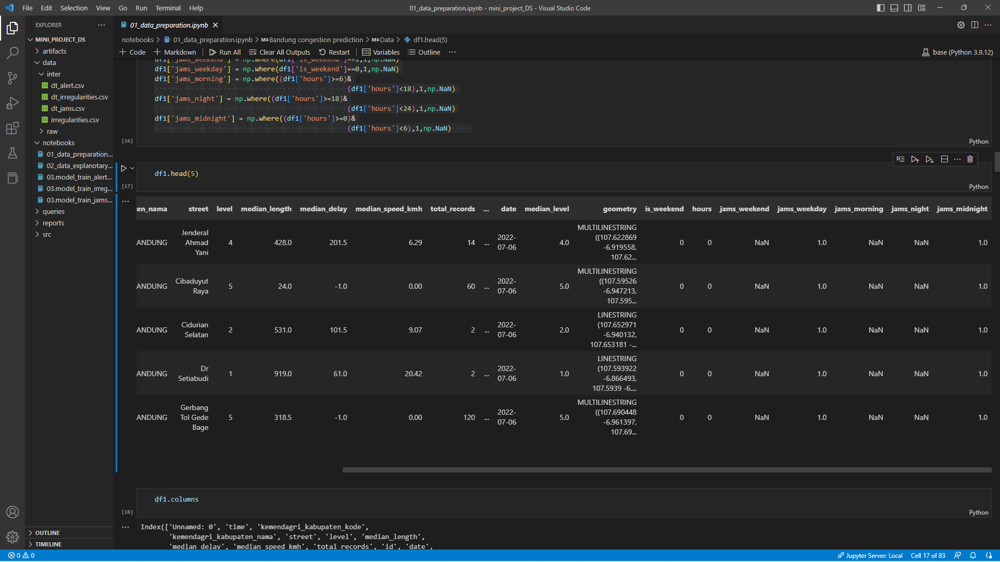 File Edit Selection View Go Run Terminal Help
01_data_preparation.ipynb - mini_project_DS - Visual Studio Code
EXPLORER
MINI_PROJECT_DS
artifacts
data
inter
dt_alert.csv
dt_irregularities.csv
dt_jams.csv
irregularities.csv
raw
notebooks
01_data_preparation...
02_data_explanotary...
03.model_train_alert...
03.model_train_irreg...
03.model_train_jams...
queries
reports
src
OUTLINE
TIMELINE
01_data_preparation.ipynb
notebooks > 01_data_preparation.ipynb > M↓Bandung congestion prediction > M↓Data > df1.head(5)
+ Code + Markdown Run All Clear All Outputs Restart Variables Outline ...
base (Python 3.9.12)
df1['jams_weekend'] = np.where(df1['is_weekend']==1,1,np.NaN)
df1['jams_weekday'] = np.where(df1['is_weekend']==0,1,np.NaN)
df1['jams_morning'] = np.where((df1['hours']>=6)&
(df1['hours']<18),1,np.NaN)
df1['jams_night'] = np.where((df1['hours']>=18)&
(df1['hours']<24),1,np.NaN)
df1['jams_midnight'] = np.where((df1['hours']>=0)&
(df1['hours']<6),1,np.NaN)
[16]
Python
df1.head(5)
[17]
Python
en_nama street level median_length median_delay median_speed_kmh total_records ... date median_level geometry is_weekend hours jams_weekend jams_weekday jams_morning jams_night jams_midnight
ANDUNG Jenderal Ahmad Yani 4 428.0 201.5 6.29 14 ... 2022-07-06 4.0 MULTILINESTRING ((107.622869 -6.919558, 107.62... 0 0 NaN 1.0 NaN NaN 1.0
ANDUNG Cibaduyut Raya 5 24.0 -1.0 0.00 60 ... 2022-07-06 5.0 MULTILINESTRING ((107.59526 -6.947213, 107.595... 0 0 NaN 1.0 NaN NaN 1.0
ANDUNG Cidurian Selatan 2 531.0 101.5 9.07 2 ... 2022-07-06 2.0 LINESTRING (107.652971 -6.940132, 107.653181 -... 0 0 NaN 1.0 NaN NaN 1.0
ANDUNG Dr Setiabudi 1 919.0 61.0 20.42 2 ... 2022-07-06 1.0 LINESTRING (107.593922 -6.866493, 107.5939 -6.... 0 0 NaN 1.0 NaN NaN 1.0
ANDUNG Gerbang Tol Gede Bage 5 318.5 -1.0 0.00 120 ... 2022-07-06 5.0 MULTILINESTRING ((107.690448 -6.961397, 107.69... 0 0 NaN 1.0 NaN NaN 1.0
df1.columns
[18]
Python
Index(['Unnamed: 0', 'time', 'kemendagri_kabupaten_kode',
'kemendagri_kabupaten_nama', 'street', 'level', 'median_length',
'median_delay', 'median_speed_kmh', 'total_records', 'id', 'date',
0 0
Jupyter Server: Local Cell 17 of 83